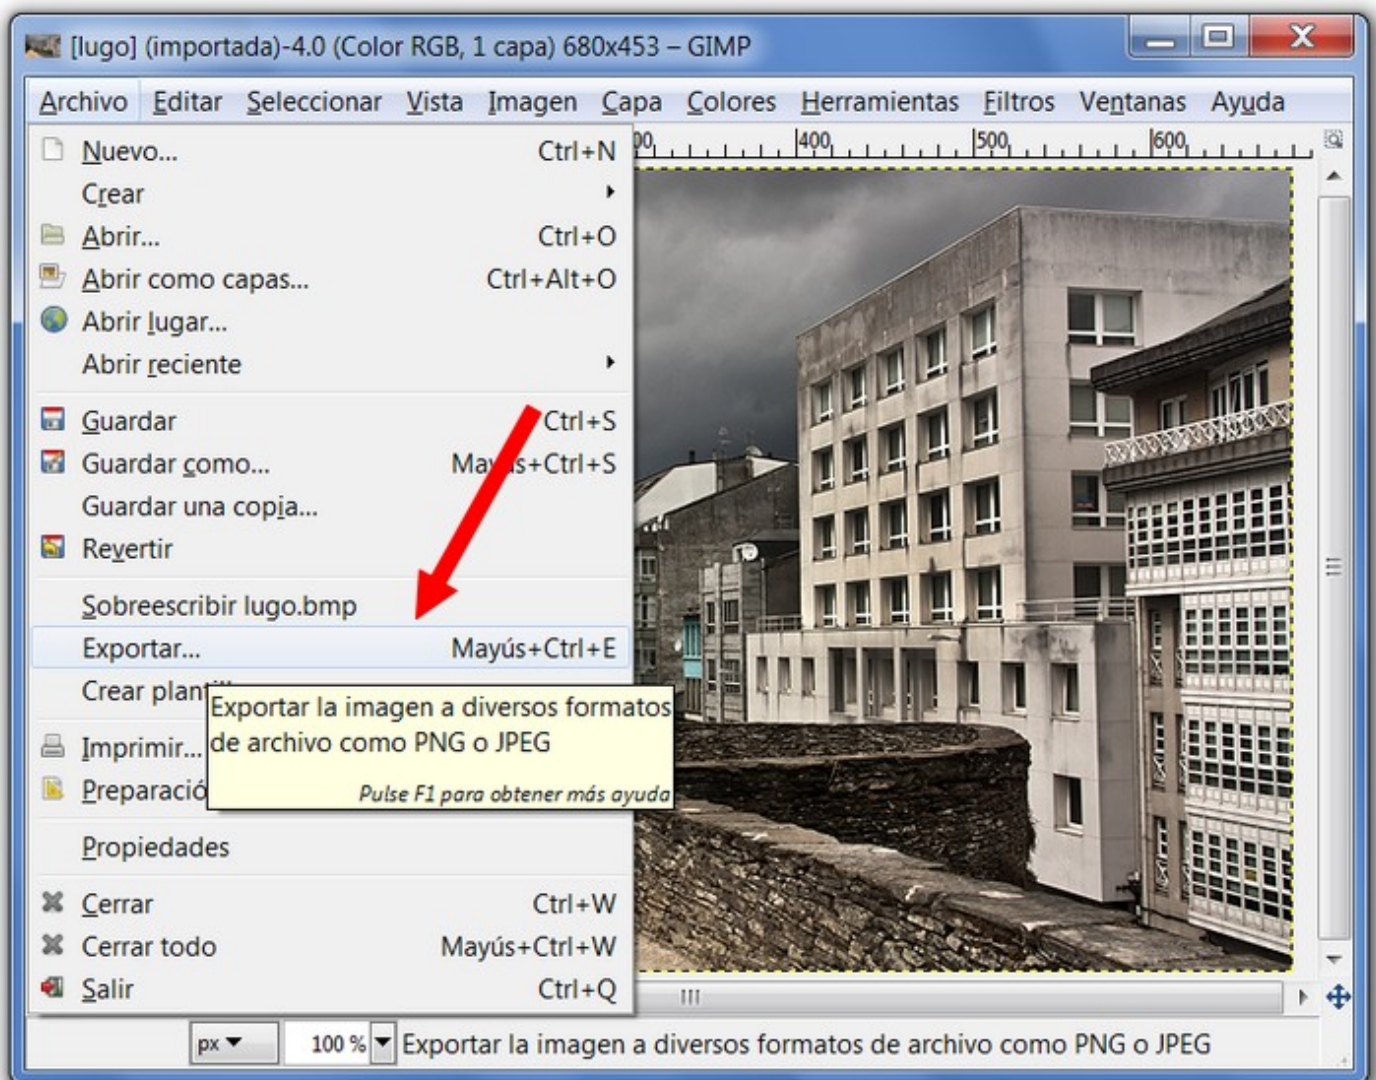 [lugo] (importada)-4.0 (Color RGB, 1 capa) 680x453 – GIMP
Archivo Editar Seleccionar Vista Imagen Capa Colores Herramientas Filtros Ventanas Ayuda
400 500 600
Nuevo... Ctrl+N
Crear
Abrir... Ctrl+O
Abrir como capas... Ctrl+Alt+O
Abrir lugar...
Abrir reciente
Guardar Ctrl+S
Guardar como... Mayús+Ctrl+S
Guardar una copia...
Revertir
Sobreescribir lugo.bmp
Exportar... Mayús+Ctrl+E
Crear
Exportar la imagen a diversos formatos
de archivo como PNG o JPEG
Pulse F1 para obtener más ayuda
Imprimir...
Propiedades
Cerrar Ctrl+W
Cerrar todo Mayús+Ctrl+W
Salir Ctrl+Q
px 100 % Exportar la imagen a diversos formatos de archivo como PNG o JPEG